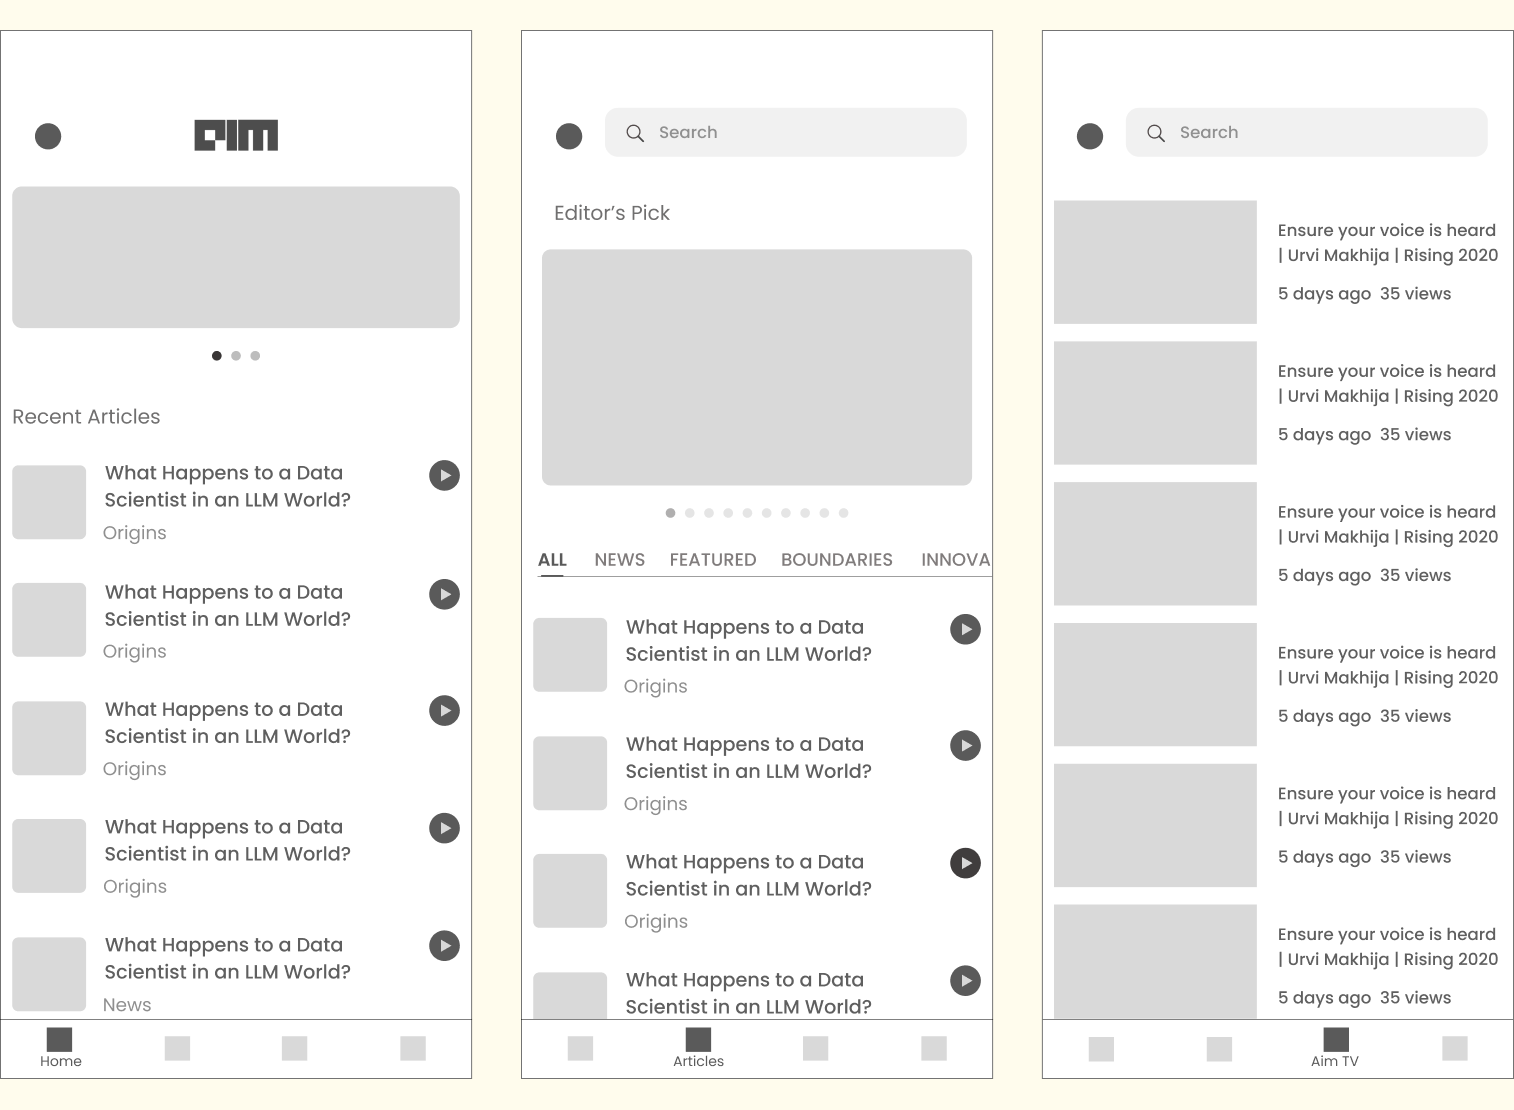 aim
Recent Articles
What Happens to a Data
Scientist in an LLM World?
Origins
What Happens to a Data
Scientist in an LLM World?
Origins
What Happens to a Data
Scientist in an LLM World?
Origins
What Happens to a Data
Scientist in an LLM World?
Origins
What Happens to a Data
Scientist in an LLM World?
News
Home
Search
Editor’s Pick
ALL NEWS FEATURED BOUNDARIES INNOVA
What Happens to a Data
Scientist in an LLM World?
Origins
What Happens to a Data
Scientist in an LLM World?
Origins
What Happens to a Data
Scientist in an LLM World?
Origins
What Happens to a Data
Scientist in an LLM World?
Articles
Search
Ensure your voice is heard
| Urvi Makhija | Rising 2020
5 days ago 35 views
Ensure your voice is heard
| Urvi Makhija | Rising 2020
5 days ago 35 views
Ensure your voice is heard
| Urvi Makhija | Rising 2020
5 days ago 35 views
Ensure your voice is heard
| Urvi Makhija | Rising 2020
5 days ago 35 views
Ensure your voice is heard
| Urvi Makhija | Rising 2020
5 days ago 35 views
Ensure your voice is heard
| Urvi Makhija | Rising 2020
5 days ago 35 views
Aim TV